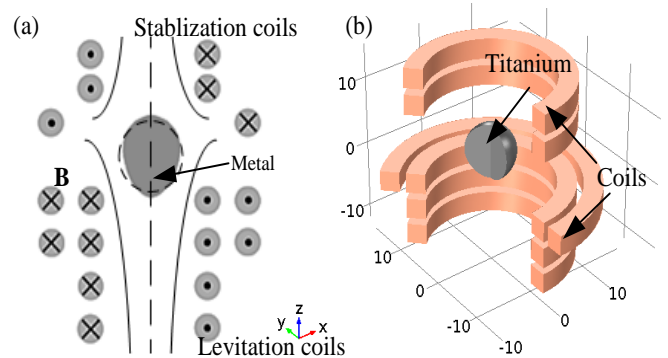 (a)
Stablization coils
B
Metal
y
z
x
Levitation coils
(b)
Titanium
Coils
10
0
-10
10
0
-10
-10
0
10